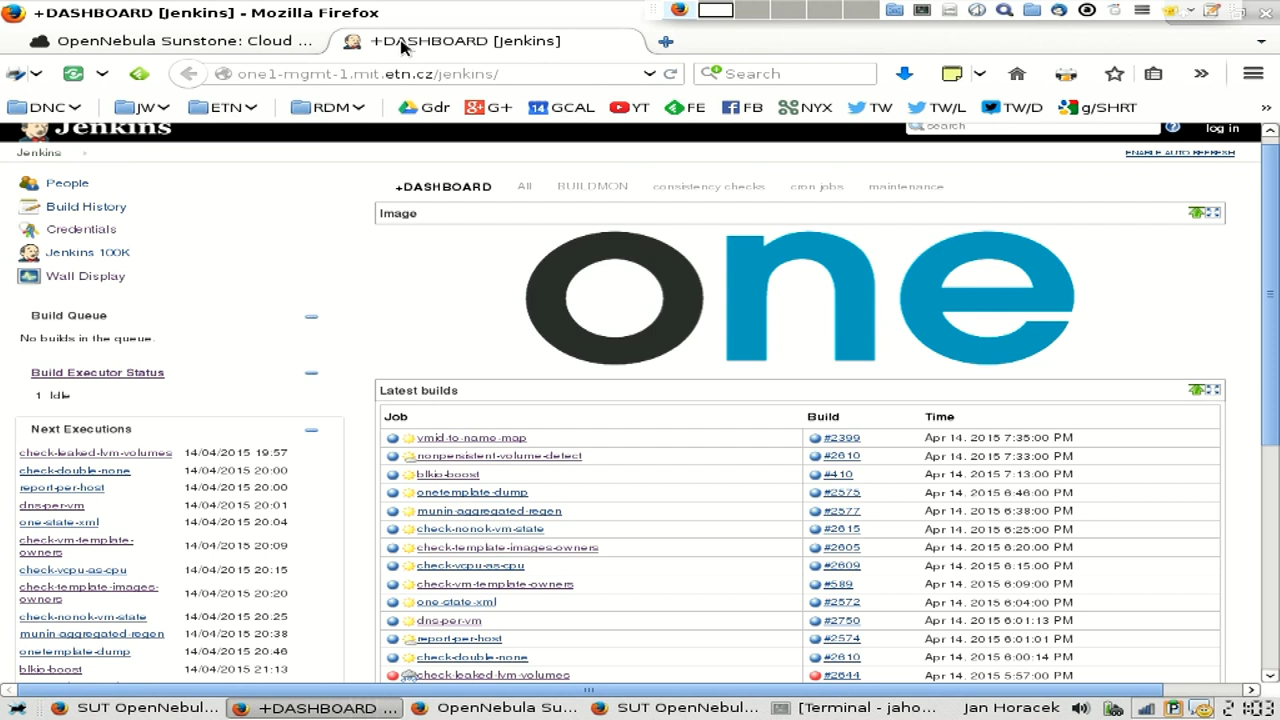 +DASHBOARD [Jenkins] - Mozilla Firefox
OpenNebula Sunstone: Cloud ...
+DASHBOARD [Jenkins]
one1-mgmt-1.mit.etn.cz/jenkins/
Search
DNC JW ETN RDM Gdr G+ 14 GCAL YT FE FB NYX TW TW/L TW/D g/SHRT
Jenkins
search
log in
Jenkins
ENABLE AUTO REFRESH
People
Build History
Credentials
Jenkins 100K
Wall Display
Build Queue
No builds in the queue.
Build Executor Status
1 Idle
Next Executions
check-leaked-lvm-volumes 14/04/2015 19:57
check-double-none 14/04/2015 20:00
report-per-host 14/04/2015 20:00
dns-per-vm 14/04/2015 20:01
one-state-xml 14/04/2015 20:04
check-vm-template-
owners 14/04/2015 20:09
check-vcpu-as-cpu 14/04/2015 20:15
check-template-images-
owners 14/04/2015 20:20
check-nonok-vm-state 14/04/2015 20:25
munin-aggregated-regen 14/04/2015 20:38
onetemplate-dump 14/04/2015 20:46
blkio-boost 14/04/2015 21:13
+DASHBOARD All BUILDMON consistency checks cron jobs maintenance
Image
one
Latest builds
Job Build Time
vmid-to-name-map #2399 Apr 14, 2015 7:35:00 PM
nonpersistent-volume-detect #2610 Apr 14, 2015 7:33:00 PM
blkio-boost #410 Apr 14, 2015 7:13:00 PM
onetemplate-dump #2575 Apr 14, 2015 6:46:00 PM
munin-aggregated-regen #2577 Apr 14, 2015 6:38:00 PM
check-nonok-vm-state #2615 Apr 14, 2015 6:25:00 PM
check-template-images-owners #2605 Apr 14, 2015 6:20:00 PM
check-vcpu-as-cpu #2609 Apr 14, 2015 6:15:00 PM
check-vm-template-owners #589 Apr 14, 2015 6:09:00 PM
one-state-xml #2572 Apr 14, 2015 6:04:00 PM
dns-per-vm #2750 Apr 14, 2015 6:01:13 PM
report-per-host #2574 Apr 14, 2015 6:01:01 PM
check-double-none #2610 Apr 14, 2015 6:00:14 PM
check-leaked-lvm-volumes #2644 Apr 14, 2015 5:57:00 PM
SUT OpenNebul... +DASHBOARD ... OpenNebula Su... SUT OpenNebul... [Terminal - jaho... Jan Horacek 21:03